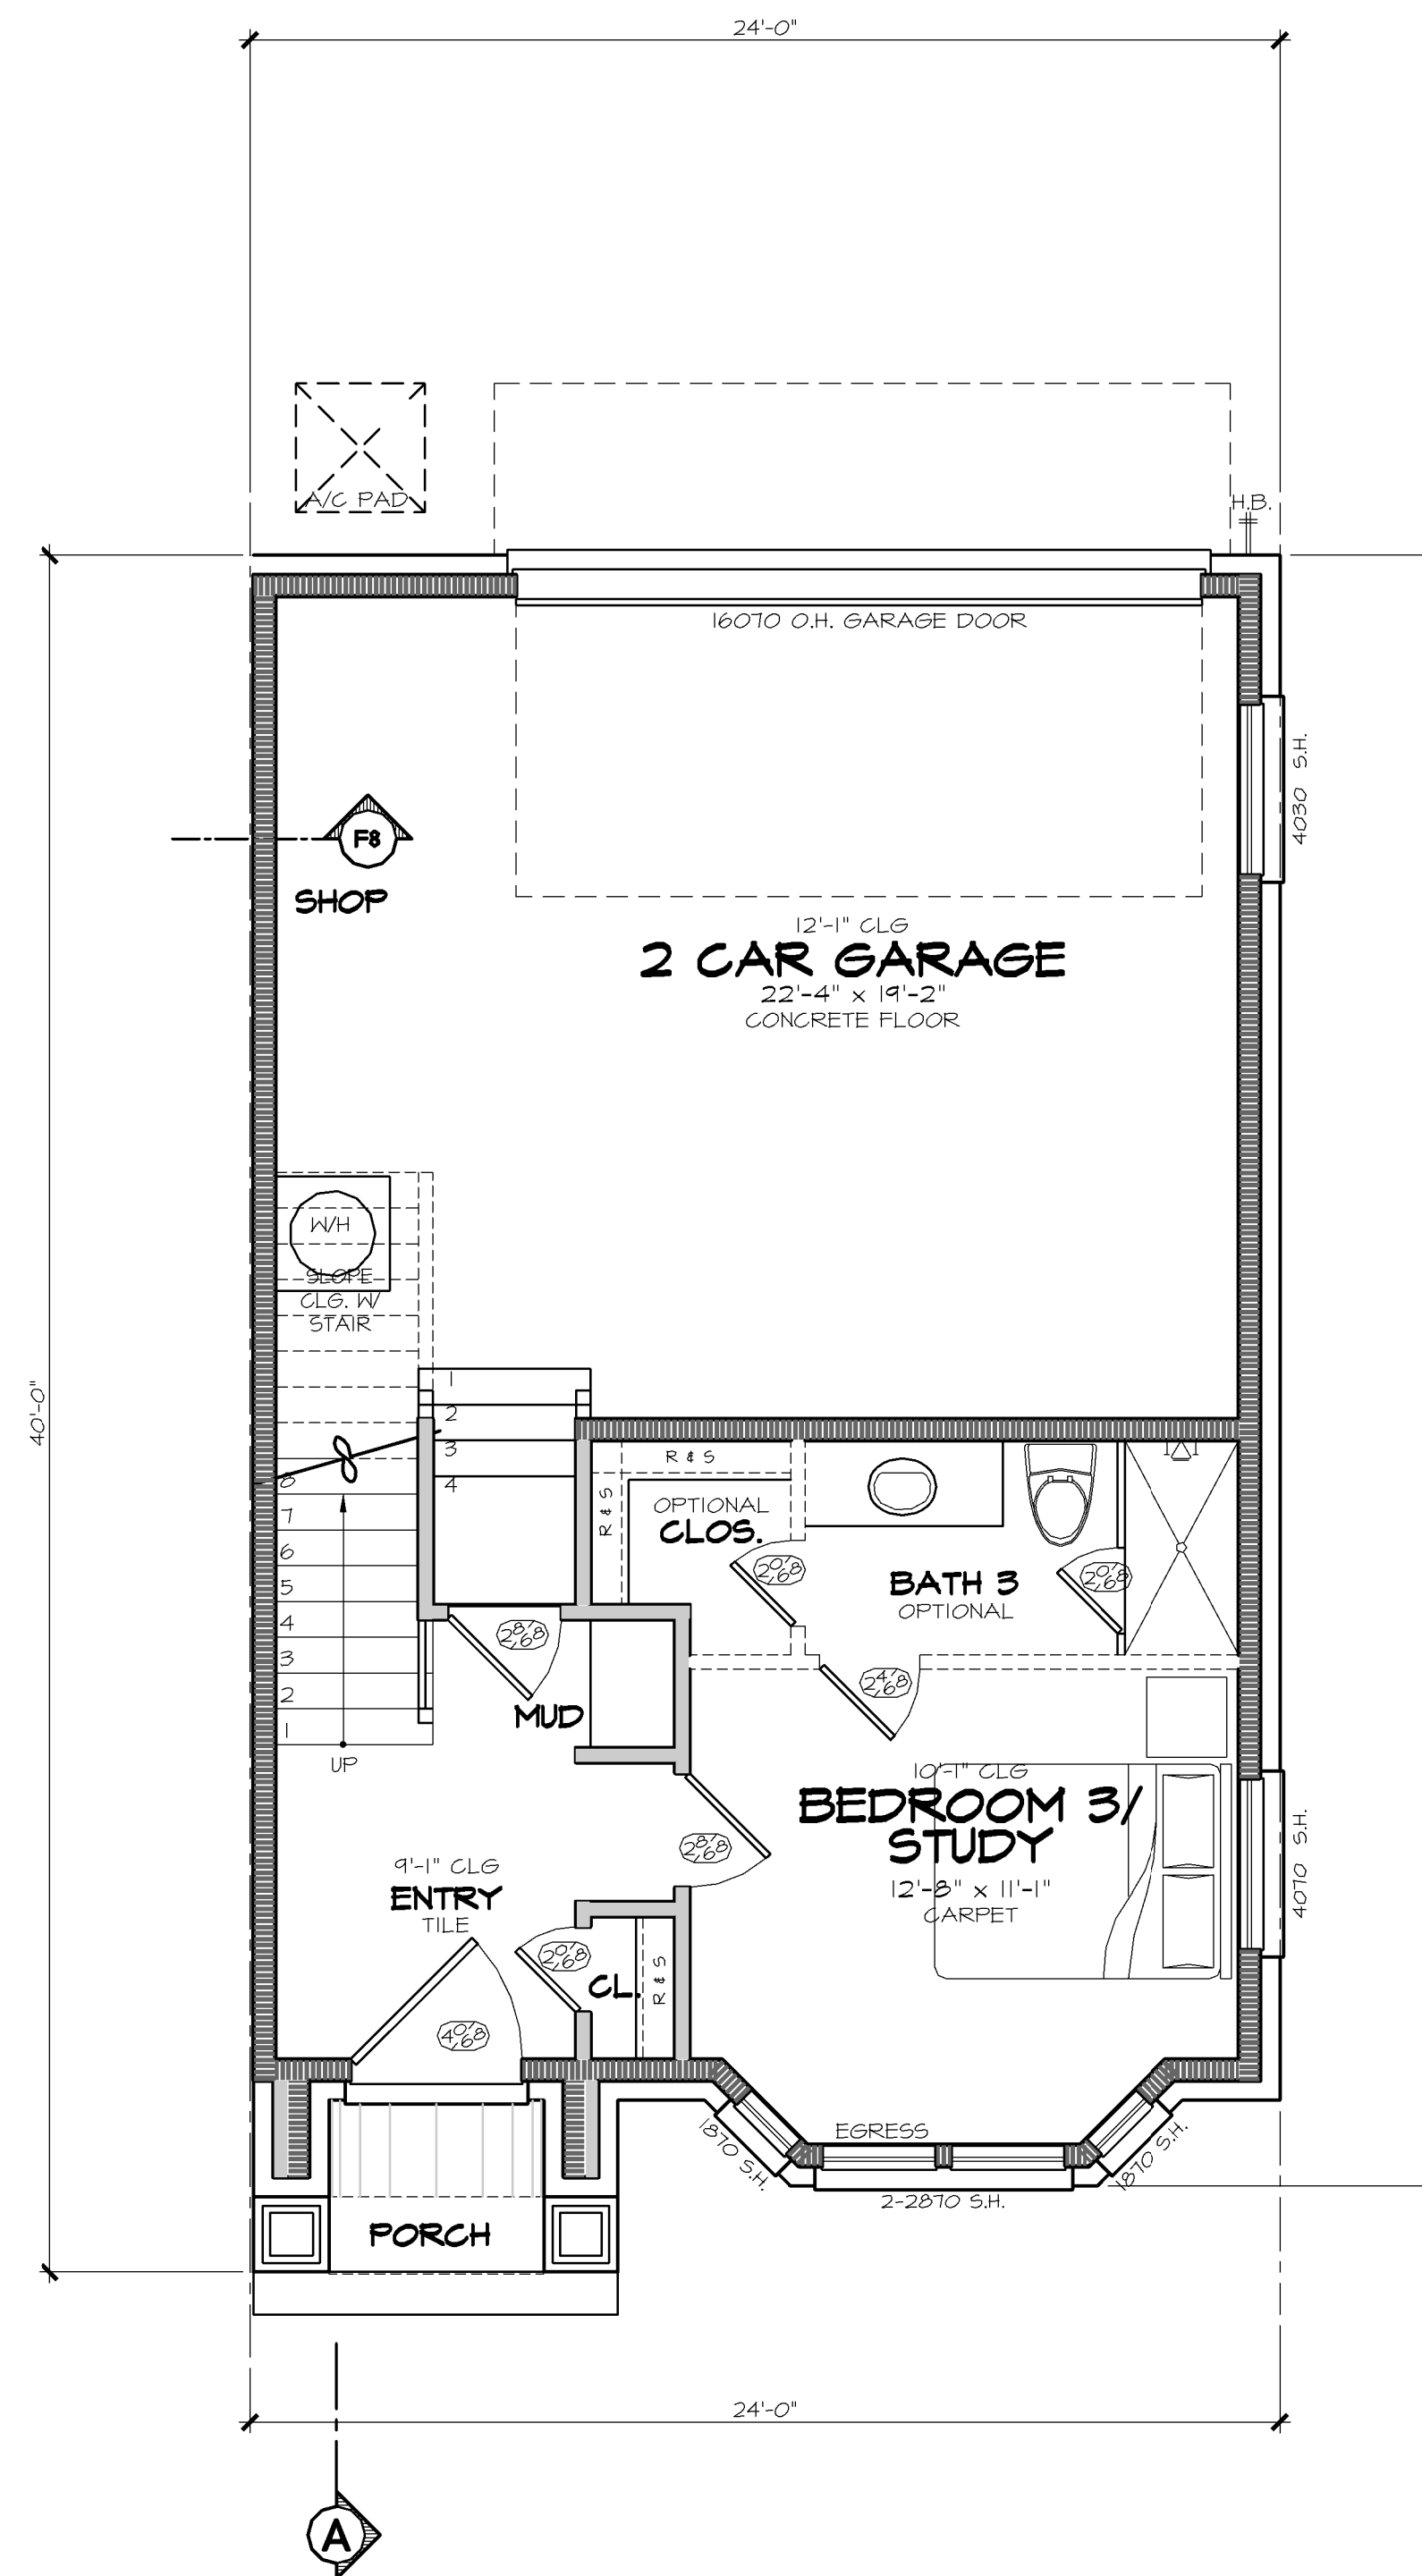 24'-0"
A/C PAD
H.B.
16070 O.H. GARAGE DOOR
4030 S.H.
F8
SHOP
12'-1" CLG
2 CAR GARAGE
22'-4" x 19'-2"
CONCRETE FLOOR
W/H
SLOPE
CLG. W/
STAIR
40'-0"
1
2
3
4
R & S
R & S
OPTIONAL
CLOS.
2068
BATH 3
OPTIONAL
2068
8
7
6
5
4
3
2
1
UP
2868
MUD
2468
10'-1" CLG
BEDROOM 3/
STUDY
12'-8" x 11'-1"
CARPET
2868
4070 S.H.
9'-1" CLG
ENTRY
TILE
2068
CL.
R & S
4068
EGRESS
1870 S.H.
1870 S.H.
2-2870 S.H.
PORCH
24'-0"
A